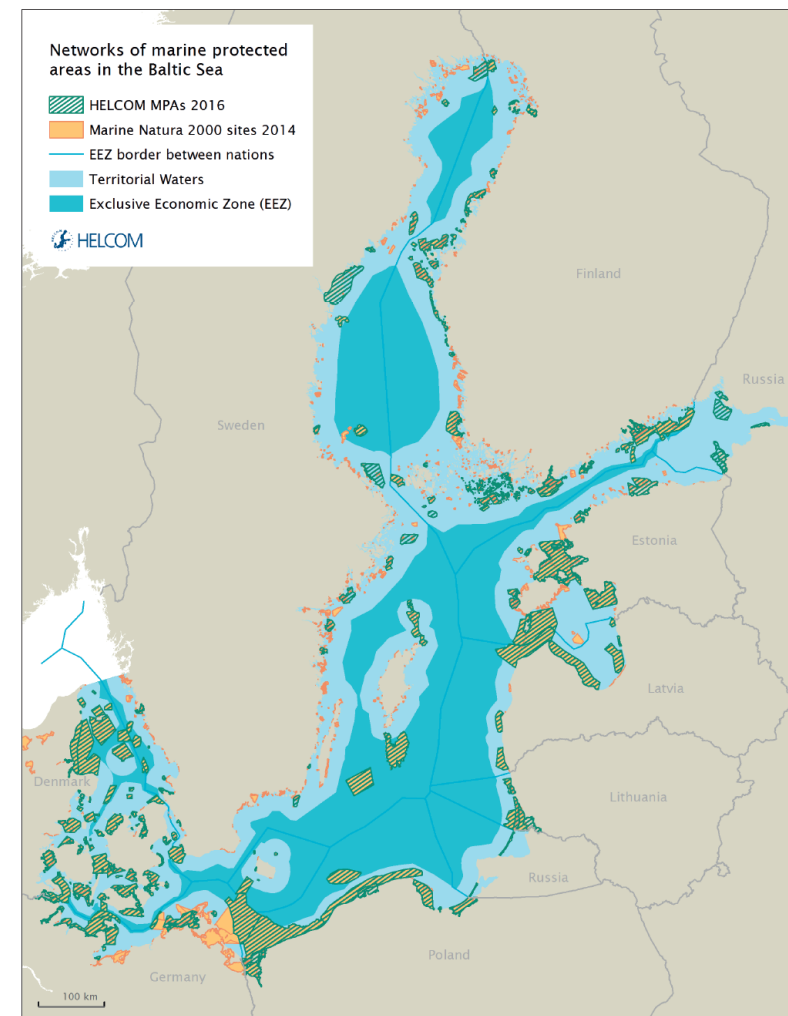 Networks of marine protected
areas in the Baltic Sea
HELCOM MPAs 2016
Marine Natura 2000 sites 2014
EEZ border between nations
Territorial Waters
Exclusive Economic Zone (EEZ)
HELCOM
Finland
Russia
Sweden
Estonia
Latvia
Denmark
Lithuania
Russia
Poland
Germany
100 km